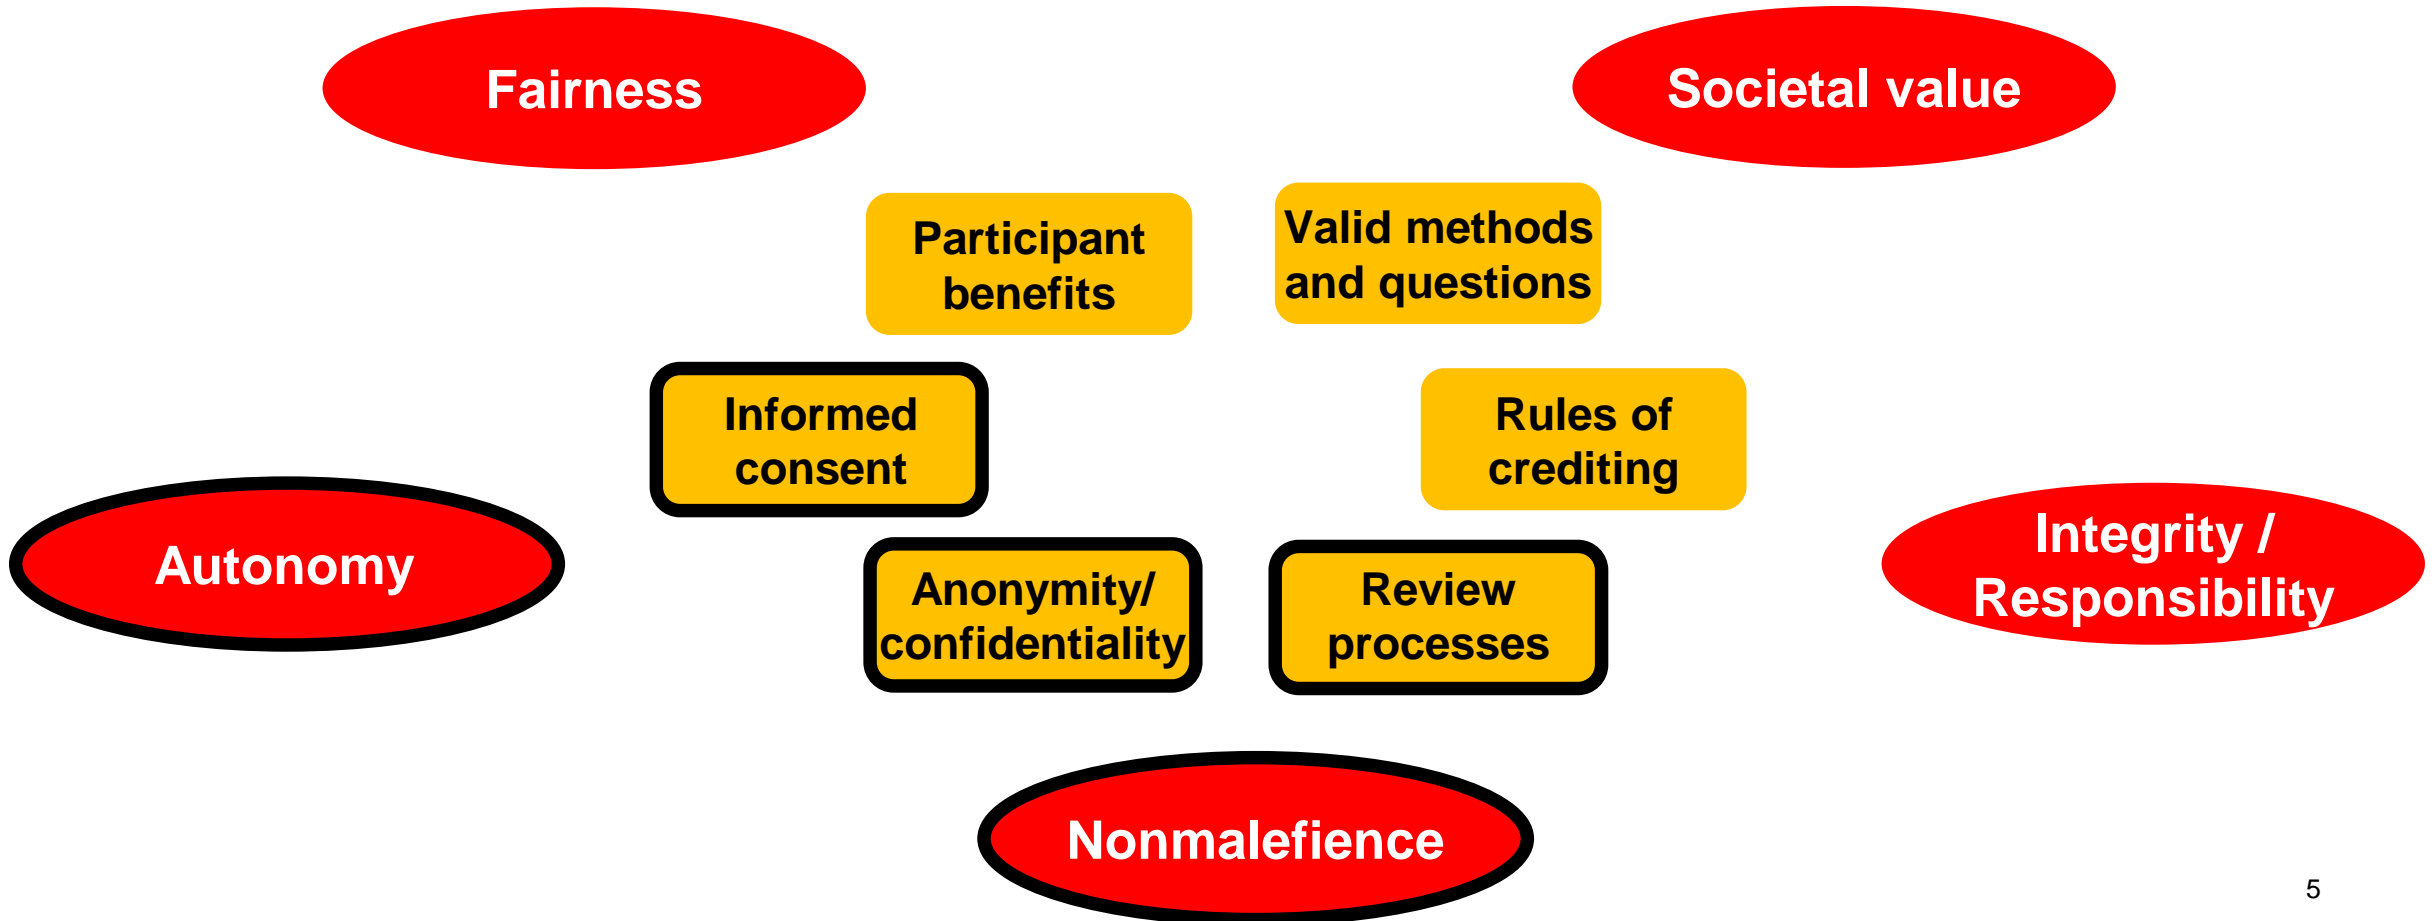 Fairness
Societal value
Participant
benefits
Valid methods
and questions
Informed
consent
Rules of
crediting
Autonomy
Anonymity/
confidentiality
Review
processes
Integrity /
Responsibility
Nonmalefience
5